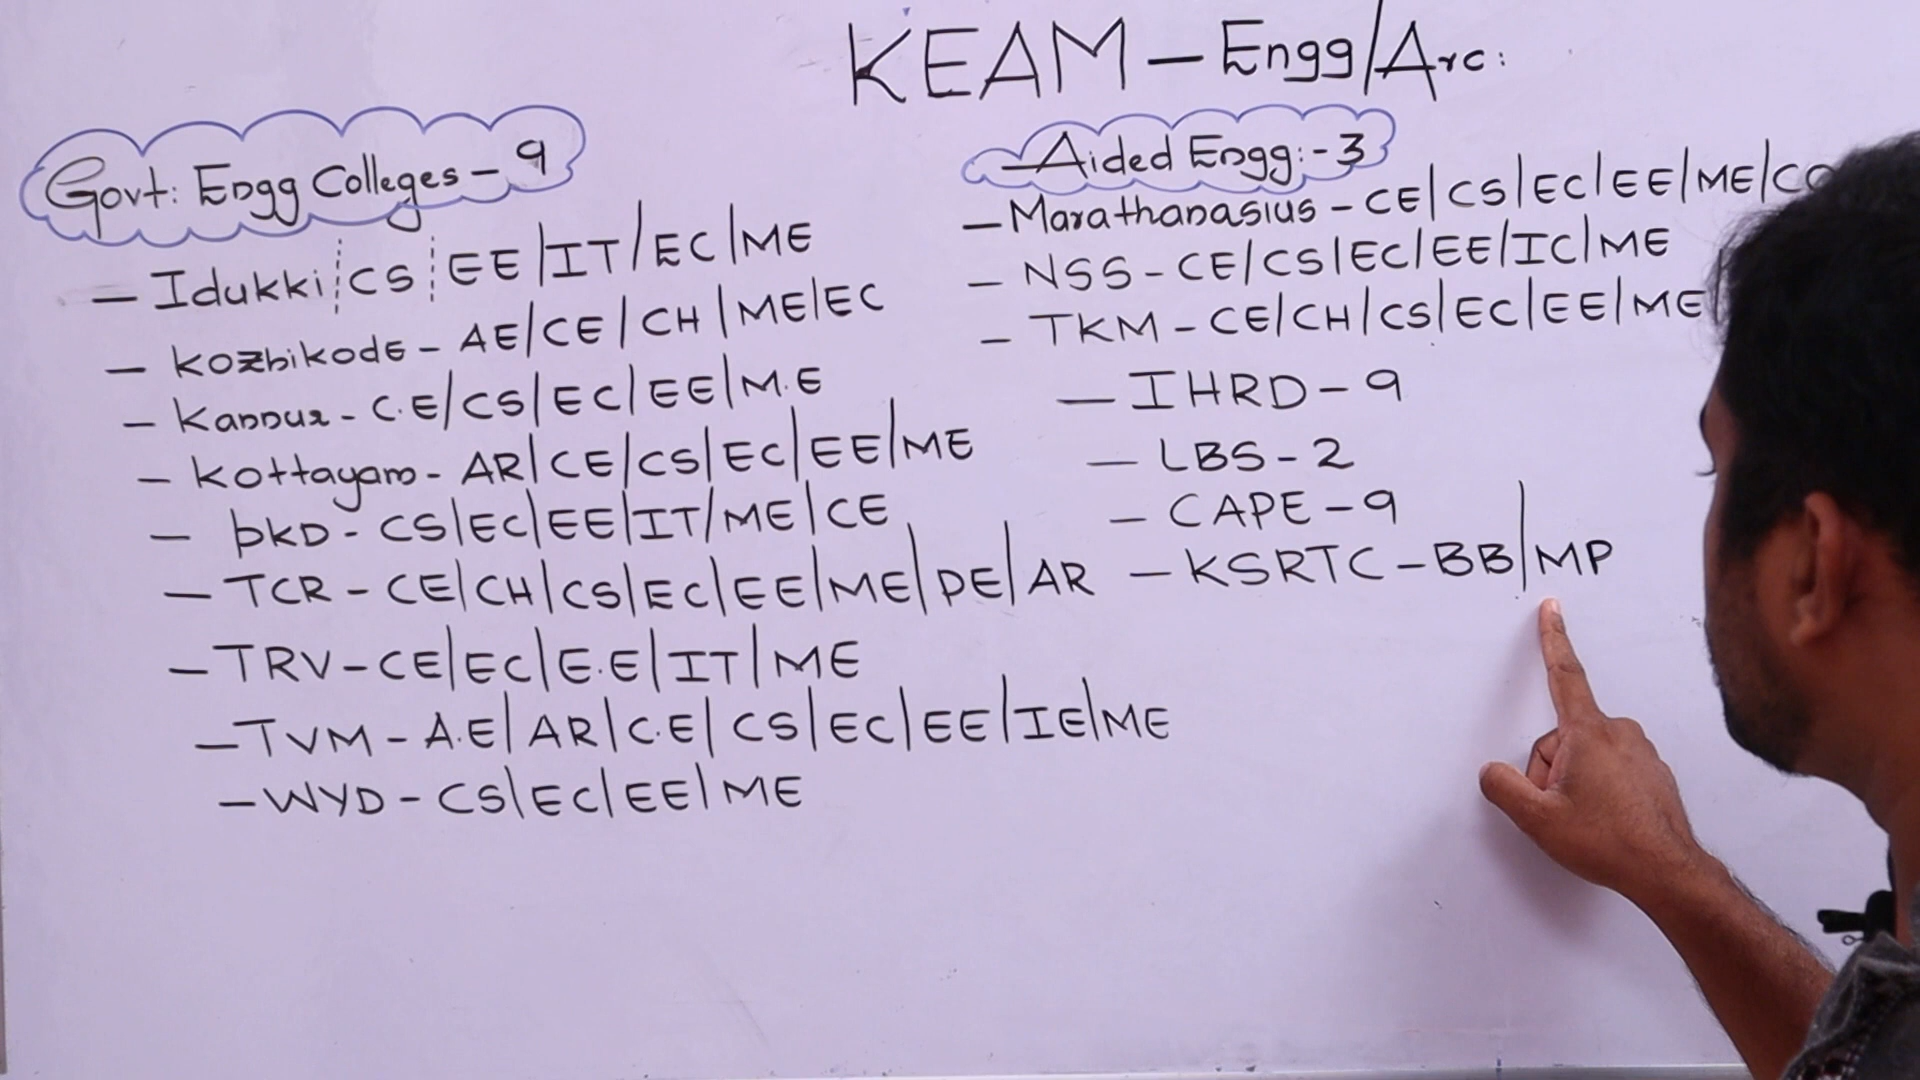 KEAM - Engg/Arc:
Govt: Engg Colleges - 9
- Idukki ¦ CS ¦ EE | IT / EC | ME
- Kozhikode - AE / CE / CH | ME | EC
- Kannur - C.E / CS | EC | EE | M.E
- Kottayam - AR | CE / CS | EC | EE | ME
- PKD - CS | EC | EE | IT / ME | CE
- TCR - CE | CH | CS | EC | EE | ME | PE | AR
- TRV - CE | EC | E.E | IT | ME
- TVM - A.E | AR | C.E | CS | EC | EE | IE | ME
- WYD - CS | EC | EE | ME
Aided Engg: - 3
- Marathanasius - CE | CS | EC | EE | ME |
- NSS - CE / CS | EC | EE | IC | ME
- TKM - CE | CH | CS | EC | EE | ME
- IHRD - 9
- LBS - 2
- CAPE - 9
- KSRTC - BB | MP